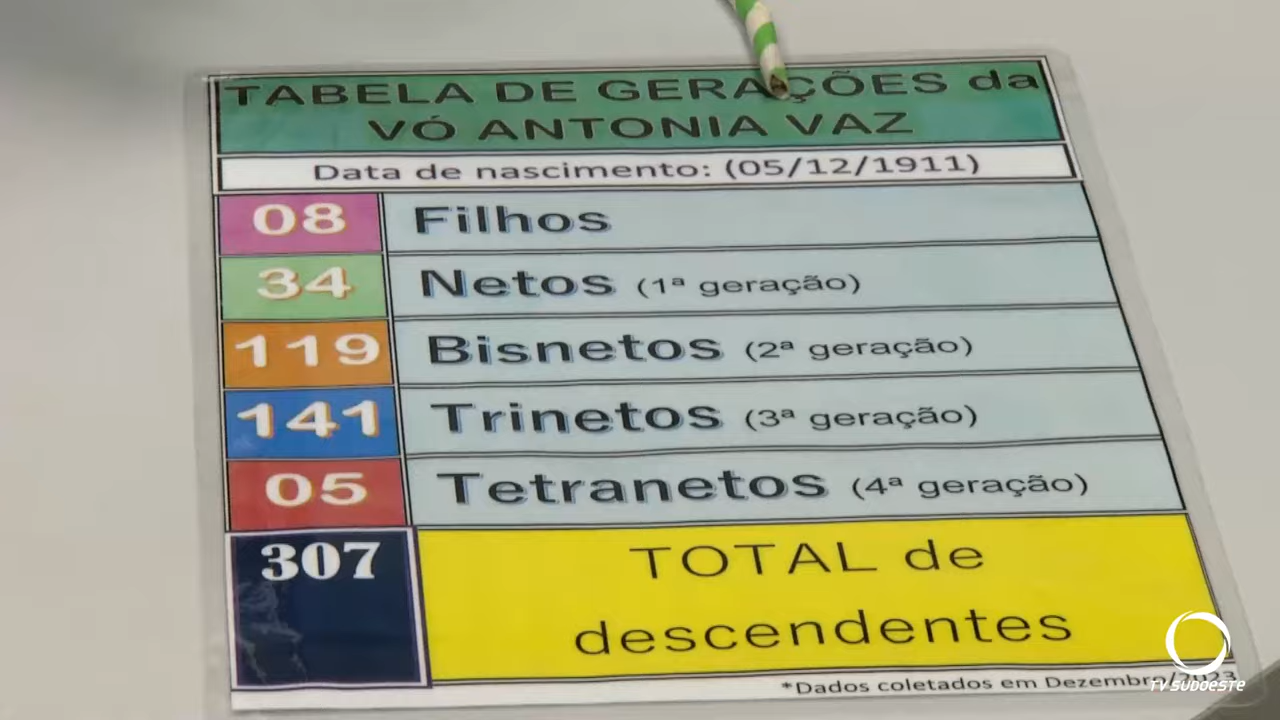 TABELA DE GERAÇÕES da
VÓ ANTONIA VAZ
Data de nascimento: (05/12/1911)
08 Filhos
34 Netos (1ª geração)
119 Bisnetos (2ª geração)
141 Trinetos (3ª geração)
05 Tetranetos (4ª geração)
307 TOTAL de
descendentes
*Dados coletados em Dezembro/2023
TV SUDOESTE